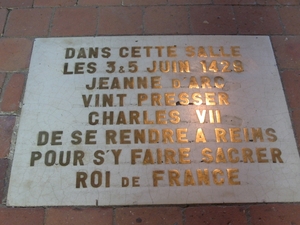 DANS CETTE SALLE
LES 3 & 5 JUIN 1429
JEANNE D'ARC
VINT PRESSER
CHARLES VII
DE SE RENDRE A REINS
POUR S'Y FAIRE SACRER
ROI DE FRANCE